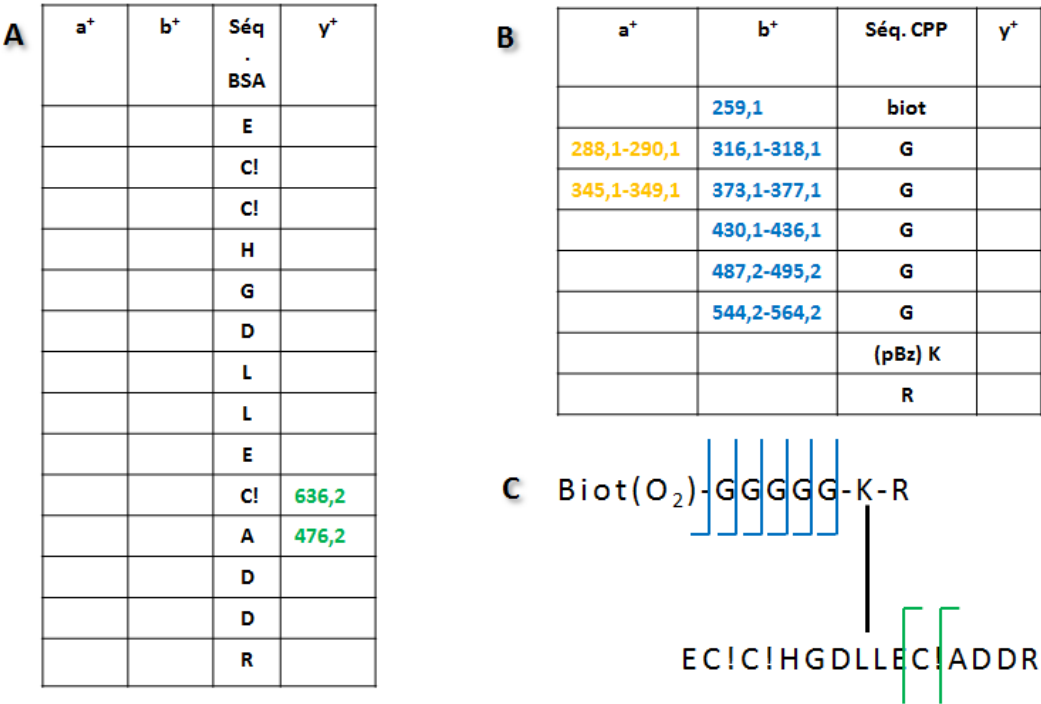 A
a+ b+ Séq y+
.
BSA
E
C!
C!
H
G
D
L
L
E
C! 636,2
A 476,2
D
D
R
B
a+ b+ Séq. CPP y+
259,1 biot
288,1-290,1 316,1-318,1 G
345,1-349,1 373,1-377,1 G
430,1-436,1 G
487,2-495,2 G
544,2-564,2 G
(pBz) K
R
C Biot(O2)-GGGGG-K-R
EC!C!HGDLLEC!ADDR